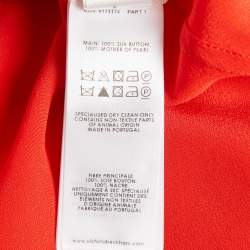 PART 1
MAIN: 100% SILK BUTTON:
100% MOTHER OF PEARL
SPECIALISED DRY CLEAN ONLY
CONTAINS NON-TEXTILE PARTS
OF ANIMAL ORIGIN
MADE IN PORTUGAL
FIBRE PRINCIPALE
100% SOIE BOUTON
100% NACRE
NETTOYAGE À SEC SPÉCIALISÉ
UNIQUEMENT CONTIENT DES
ÉLÉMENTS NON TEXTILES
D'ORIGINE ANIMALE
FABRIQUÉ AU PORTUGAL
www.victoriabeckham.com